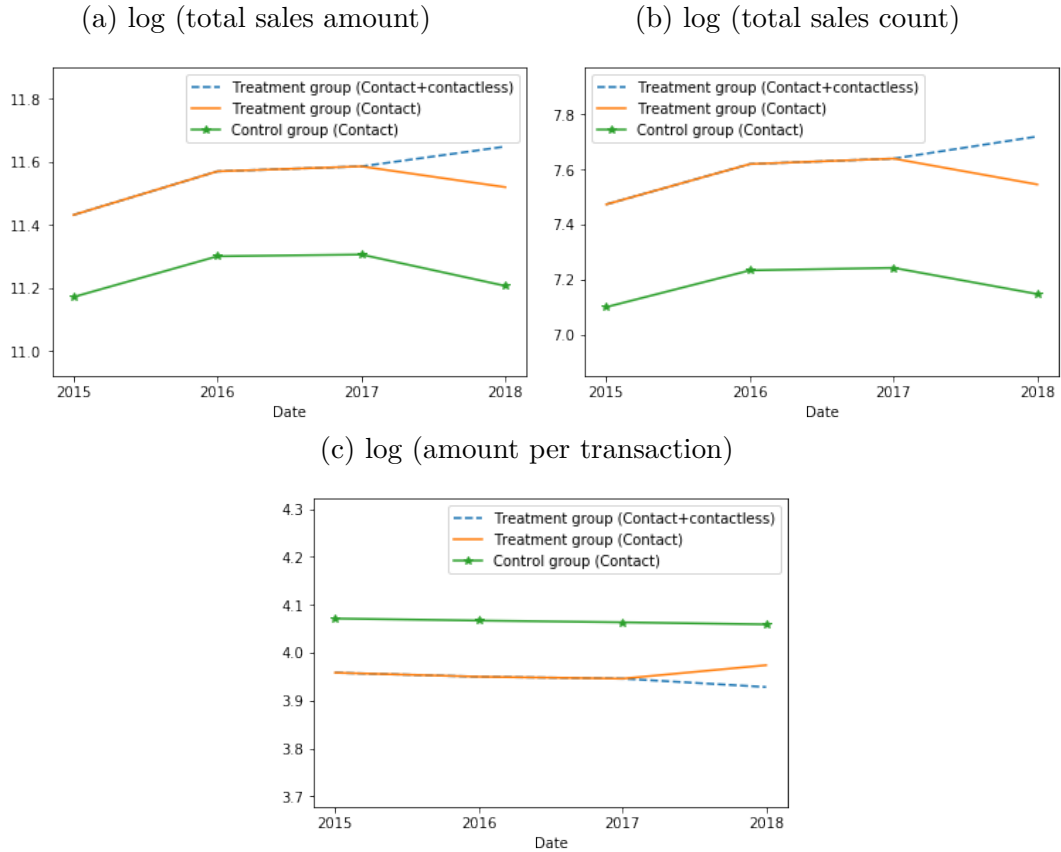 (a) log (total sales amount)
(b) log (total sales count)
Treatment group (Contact+contactless)
Treatment group (Contact)
Control group (Contact)
11.8
11.6
11.4
11.2
11.0
2015 2016 2017 2018
Date
Treatment group (Contact+contactless)
Treatment group (Contact)
Control group (Contact)
7.8
7.6
7.4
7.2
7.0
2015 2016 2017 2018
Date
(c) log (amount per transaction)
Treatment group (Contact+contactless)
Treatment group (Contact)
Control group (Contact)
4.3
4.2
4.1
4.0
3.9
3.8
3.7
2015 2016 2017 2018
Date